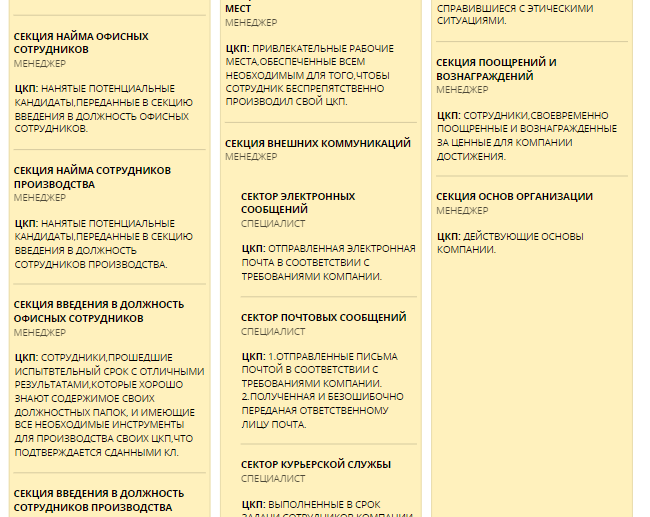 СЕКЦИЯ НАЙМА ОФИСНЫХ
СОТРУДНИКОВ
МЕНЕДЖЕР
ЦКП: НАНЯТЫЕ ПОТЕНЦИАЛЬНЫЕ
КАНДИДАТЫ,ПЕРЕДАННЫЕ В СЕКЦИЮ
ВВЕДЕНИЯ В ДОЛЖНОСТЬ ОФИСНЫХ
СОТРУДНИКОВ.
СЕКЦИЯ НАЙМА СОТРУДНИКОВ
ПРОИЗВОДСТВА
МЕНЕДЖЕР
ЦКП: НАНЯТЫЕ ПОТЕНЦИАЛЬНЫЕ
КАНДИДАТЫ,ПЕРЕДАННЫЕ В СЕКЦИЮ
ВВЕДЕНИЯ В ДОЛЖНОСТЬ
СОТРУДНИКОВ ПРОИЗВОДСТВА.
СЕКЦИЯ ВВЕДЕНИЯ В ДОЛЖНОСТЬ
ОФИСНЫХ СОТРУДНИКОВ
МЕНЕДЖЕР
ЦКП: СОТРУДНИКИ,ПРОШЕДШИЕ
ИСПЫТВТЕЛЬНЫЙ СРОК С ОТЛИЧНЫМИ
РЕЗУЛЬТАТАМИ,КОТОРЫЕ ХОРОШО
ЗНАЮТ СОДЕРЖИМОЕ СВОИХ
ДОЛЖНОСТНЫХ ПАПОК, И ИМЕЮЩИЕ
ВСЕ НЕОБХОДИМЫЕ ИНСТРУМЕНТЫ
ДЛЯ ПРОИЗВОДСТВА СВОИХ ЦКП,ЧТО
ПОДТВЕРЖДАЕТСЯ СДАННЫМИ КЛ.
СЕКЦИЯ ВВЕДЕНИЯ В ДОЛЖНОСТЬ
СОТРУДНИКОВ ПРОИЗВОДСТВА
МЕСТ
МЕНЕДЖЕР
ЦКП: ПРИВЛЕКАТЕЛЬНЫЕ РАБОЧИЕ
МЕСТА,ОБЕСПЕЧЕННЫЕ ВСЕМ
НЕОБХОДИМЫМ ДЛЯ ТОГО,ЧТОБЫ
СОТРУДНИК БЕСПРЕПЯТСТВЕННО
ПРОИЗВОДИЛ СВОЙ ЦКП.
СЕКЦИЯ ВНЕШНИХ КОММУНИКАЦИЙ
МЕНЕДЖЕР
СЕКТОР ЭЛЕКТРОННЫХ
СООБЩЕНИЙ
СПЕЦИАЛИСТ
ЦКП: ОТПРАВЛЕННАЯ ЭЛЕКТРОННАЯ
ПОЧТА В СООТВЕТСТВИИ С
ТРЕБОВАНИЯМИ КОМПАНИИ.
СЕКТОР ПОЧТОВЫХ СООБЩЕНИЙ
СПЕЦИАЛИСТ
ЦКП: 1.ОТПРАВЛЕННЫЕ ПИСЬМА
ПОЧТОЙ В СООТВЕТСТВИИ С
ТРЕБОВАНИЯМИ КОМПАНИИ.
2.ПОЛУЧЕННАЯ И БЕЗОШИБОЧНО
ПЕРЕДАНАЯ ОТВЕТСТВЕННОМУ
ЛИЦУ ПОЧТА.
СЕКТОР КУРЬЕРСКОЙ СЛУЖБЫ
СПЕЦИАЛИСТ
ЦКП: ВЫПОЛНЕННЫЕ В СРОК
ЗАДАЧИ СОТРУДНИКОВ КОМПАНИИ
СПРАВИВШИЕСЯ С ЭТИЧЕСКИМИ
СИТУАЦИЯМИ.
СЕКЦИЯ ПООЩРЕНИЙ И
ВОЗНАГРАЖДЕНИЙ
МЕНЕДЖЕР
ЦКП: СОТРУДНИКИ,СВОЕВРЕМЕННО
ПООЩРЕННЫЕ И ВОЗНАГРАЖДЕННЫЕ
ЗА ЦЕННЫЕ ДЛЯ КОМПАНИИ
ДОСТИЖЕНИЯ.
СЕКЦИЯ ОСНОВ ОРГАНИЗАЦИИ
МЕНЕДЖЕР
ЦКП: ДЕЙСТВУЮЩИЕ ОСНОВЫ
КОМПАНИИ.